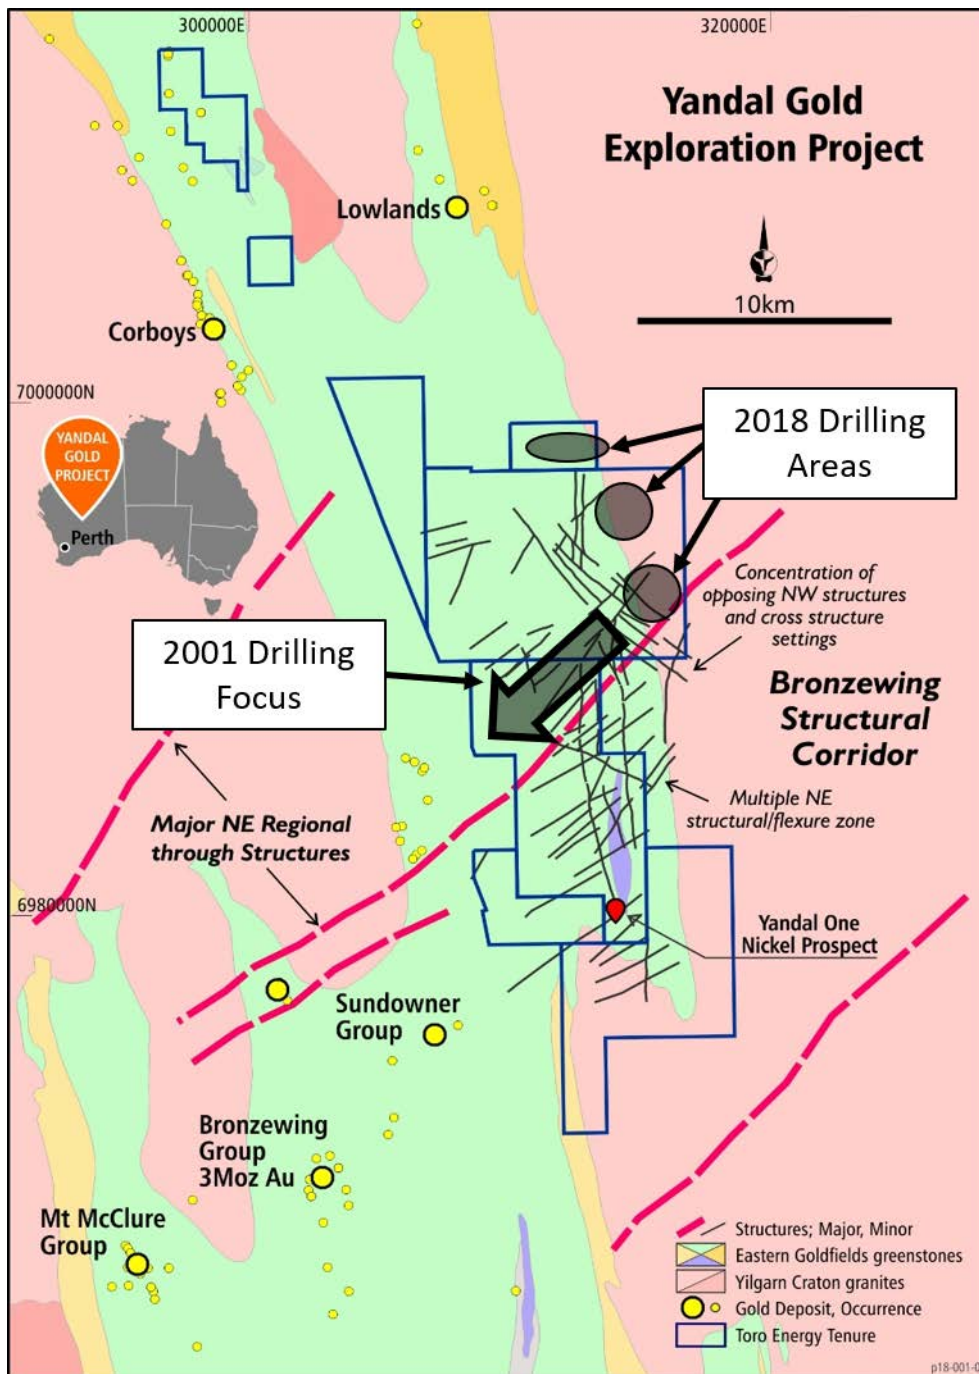 300000E
320000E
Yandal Gold
Exploration Project
Lowlands
10km
Corboys
7000000N
YANDAL
GOLD
PROJECT
Perth
2018 Drilling
Areas
Concentration of
opposing NW structures
and cross structure
settings
2001 Drilling
Focus
Bronzewing
Structural
Corridor
Multiple NE
structural/flexure zone
Major NE Regional
through Structures
6980000N
Yandal One
Nickel Prospect
Sundowner
Group
Bronzewing
Group
3Moz Au
Mt McClure
Group
Structures; Major, Minor
Eastern Goldfields greenstones
Yilgarn Craton granites
Gold Deposit, Occurrence
Toro Energy Tenure